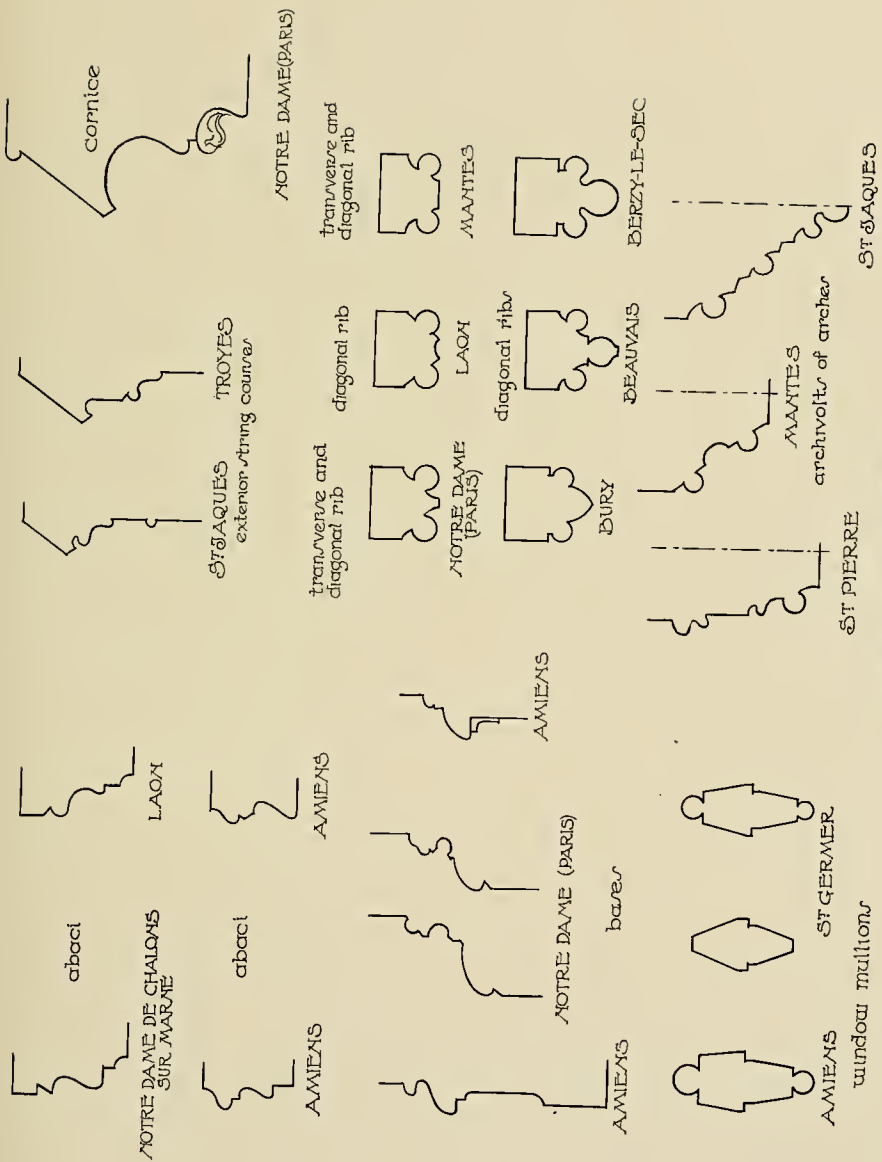 abaci
NOTRE DAME DE CHALONS
SUR MARNE
LAON
ST JAQUES
TROYES
exterior string courses
cornice
NOTRE DAME (PARIS)
abaci
AMIENS
AMIENS
transverse and
diagonal rib
NOTRE DAME
(PARIS)
diagonal rib
LAON
transverse and
diagonal rib
MANTES
AMIENS
NOTRE DAME (PARIS)
bases
AMIENS
BURY
diagonal ribs
BEAUVAIS
BERZY-LE-SEC
AMIENS
ST GERMER
window mullions
ST PIERRE
MANTES
archivolts of arches
ST JAQUES